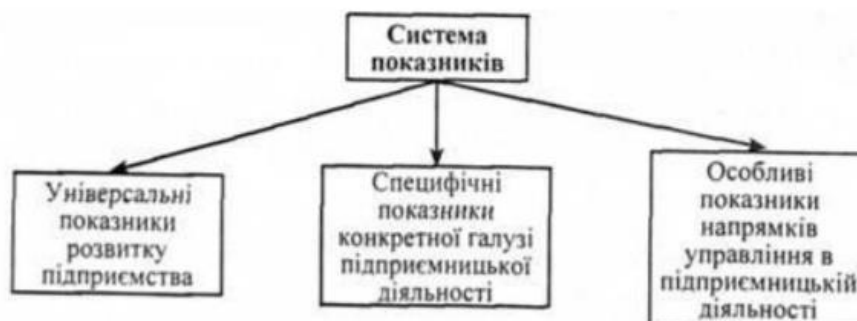 Система
показників
Універсальні
показники
розвитку
підприємства
Специфічні
показники
конкретної галузі
підприємницької
діяльності
Особливі
показники
напрямків
управління в
підприємницькій
діяльності